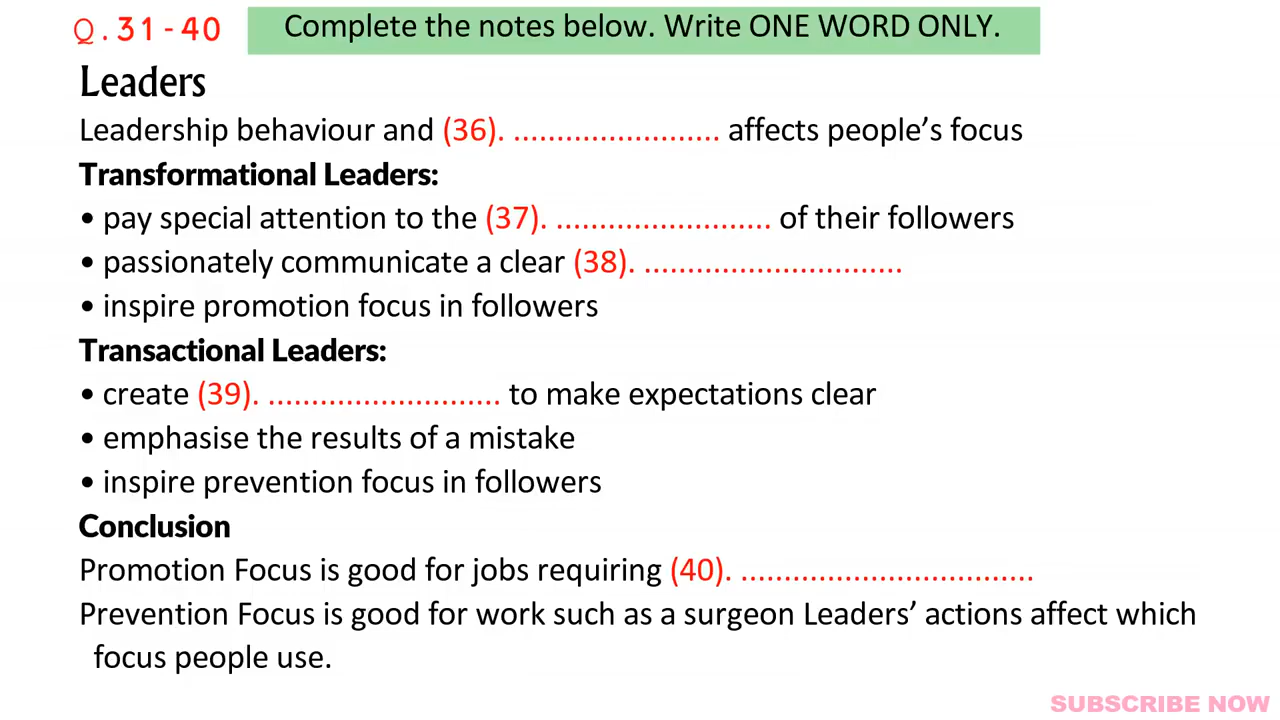 Q.31-40 Complete the notes below. Write ONE WORD ONLY.
Leaders
Leadership behaviour and (36). ....................... affects people’s focus
Transformational Leaders:
• pay special attention to the (37). ........................ of their followers
• passionately communicate a clear (38). .............................
• inspire promotion focus in followers
Transactional Leaders:
• create (39). .......................... to make expectations clear
• emphasise the results of a mistake
• inspire prevention focus in followers
Conclusion
Promotion Focus is good for jobs requiring (40). .................................
Prevention Focus is good for work such as a surgeon Leaders’ actions affect which
focus people use.
SUBSCRIBE NOW